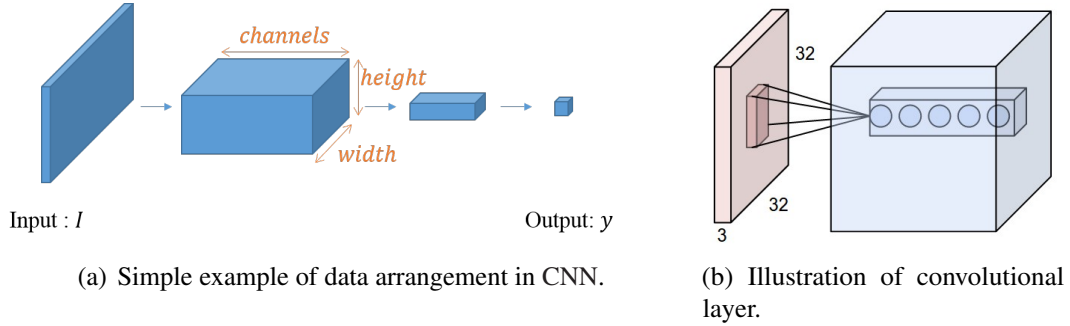 channels
height
width
Input : I
Output: y
(a) Simple example of data arrangement in CNN.
32
32
3
(b) Illustration of convolutional
layer.